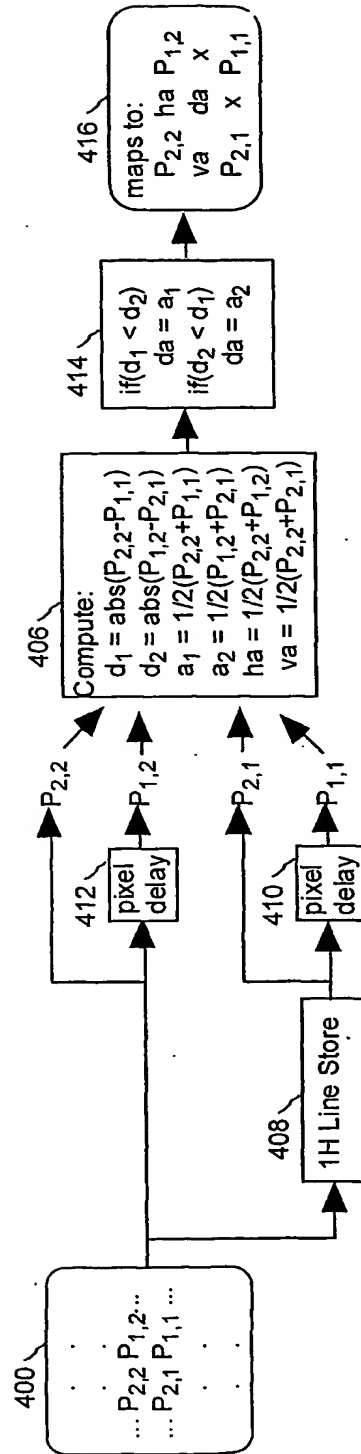 400
. .
. .
... P2,2 P1,2...
... P2,1 P1,1 ...
. .
. .
408
1H Line Store
412
pixel
delay
410
pixel
delay
P2,2
P1,2
P2,1
P1,1
406
Compute:
d1 = abs(P2,2-P1,1)
d2 = abs(P1,2-P2,1)
a1 = 1/2(P2,2+P1,1)
a2 = 1/2(P1,2+P2,1)
ha = 1/2(P2,2+P1,2)
va = 1/2(P2,2+P2,1)
414
if(d1 < d2)
da = a1
if(d2 < d1)
da = a2
416
maps to:
P2,2 ha P1,2
va da x
P2,1 x P1,1